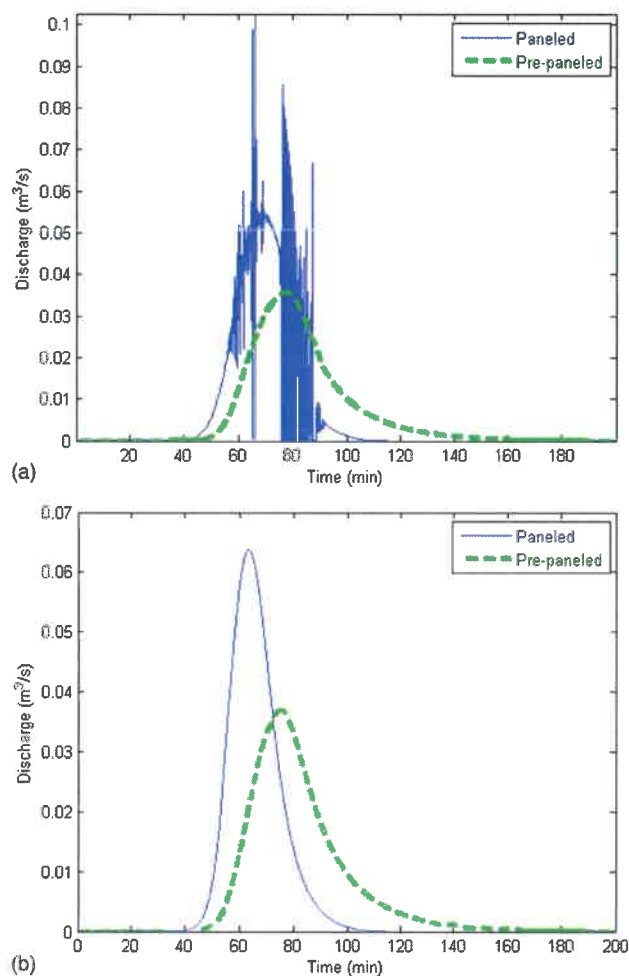 0.1
0.09
0.08
0.07
0.06
0.05
0.04
0.03
0.02
0.01
0
Discharge (m³/s)
Paneled
Pre-paneled
20 40 60 80 100 120 140 160 180
Time (min)
(a)
0.07
0.06
0.05
0.04
0.03
0.02
0.01
0
Discharge (m³/s)
Paneled
Pre-paneled
0 20 40 60 80 100 120 140 160 180 200
Time (min)
(b)